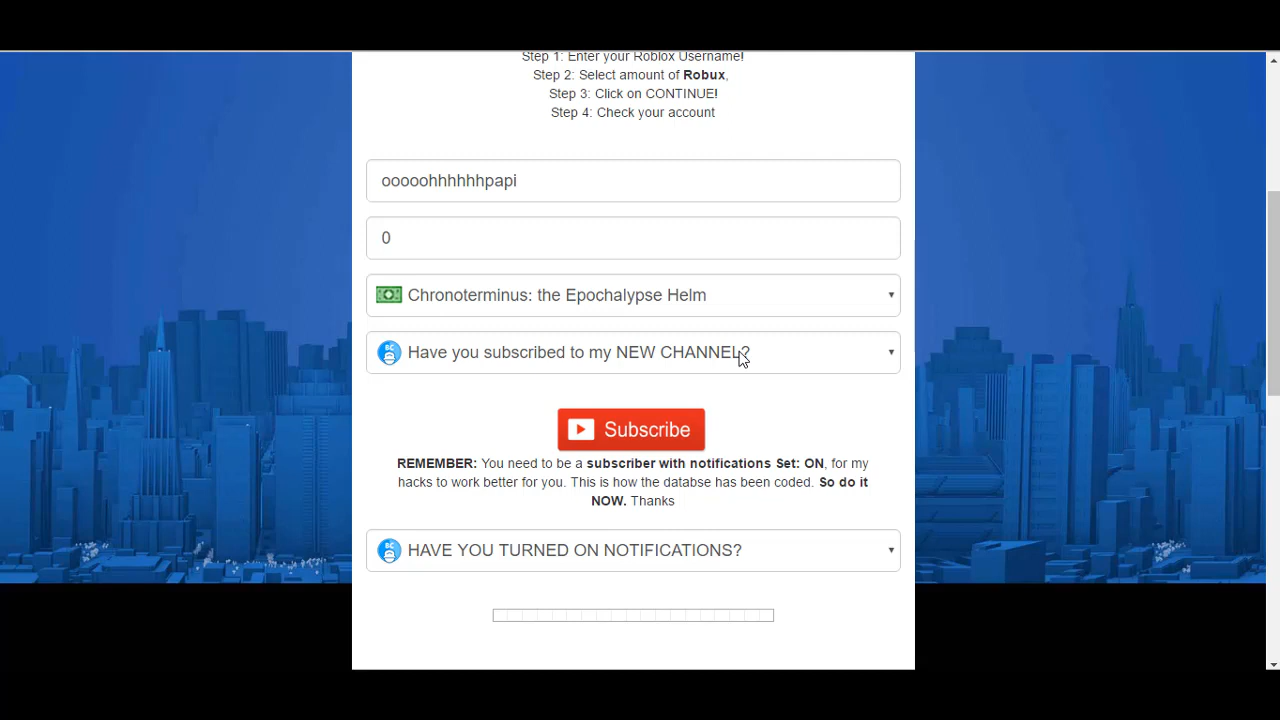 Step 1: Enter your Roblox Username!
Step 2: Select amount of Robux,
Step 3: Click on CONTINUE!
Step 4: Check your account
ooooohhhhhhpapi
0
Chronoterminus: the Epochalypse Helm
BC Have you subscribed to my NEW CHANNEL?
Subscribe
REMEMBER: You need to be a subscriber with notifications Set: ON, for my
hacks to work better for you. This is how the databse has been coded. So do it
NOW. Thanks
BC HAVE YOU TURNED ON NOTIFICATIONS?